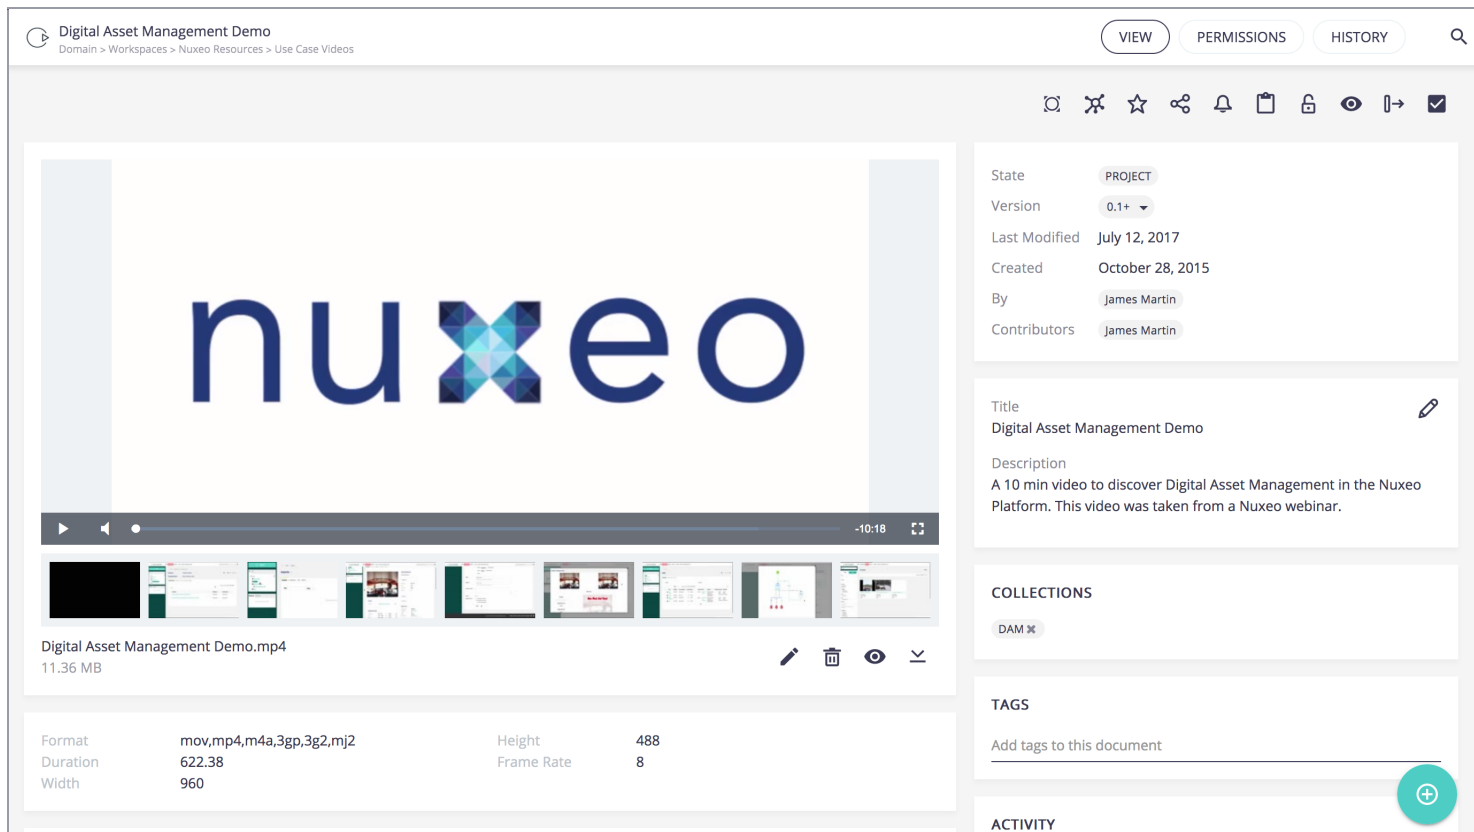 Digital Asset Management Demo
Domain > Workspaces > Nuxeo Resources > Use Case Videos
VIEW
PERMISSIONS
HISTORY
nuxeo
-10:18
Digital Asset Management Demo.mp4
11.36 MB
Format mov,mp4,m4a,3gp,3g2,mj2
Duration 622.38
Width 960
Height 488
Frame Rate 8
State PROJECT
Version 0.1+
Last Modified July 12, 2017
Created October 28, 2015
By James Martin
Contributors James Martin
Title
Digital Asset Management Demo
Description
A 10 min video to discover Digital Asset Management in the Nuxeo
Platform. This video was taken from a Nuxeo webinar.
COLLECTIONS
DAM
TAGS
Add tags to this document
ACTIVITY